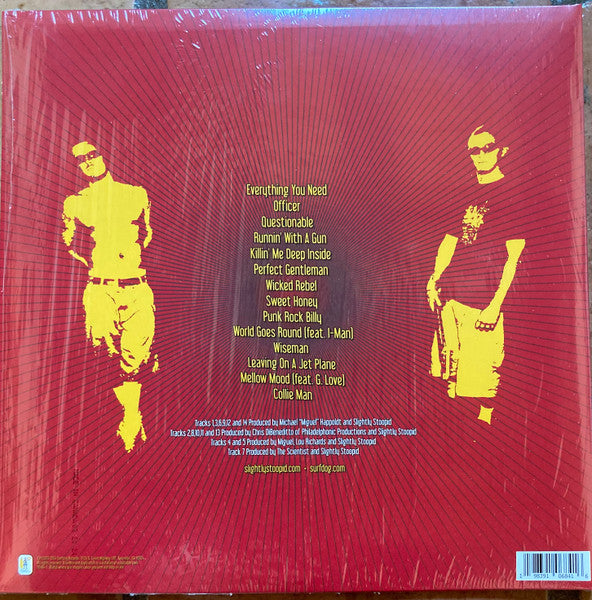 Everything You Need
Officer
Questionable
Runnin' With A Gun
Killin' Me Deep Inside
Perfect Gentleman
Wicked Rebel
Sweet Honey
Punk Rock Billy
World Goes Round (feat. I-Man)
Wiseman
Leaving On A Jet Plane
Mellow Mood (feat. G. Love)
Collie Man
Tracks 1,3,6,9,12 and 14 Produced by Michael "Miguel" Happoldt and Slightly Stoopid
Tracks 2,8,10,11 and 13 Produced by Chris DiBeneditto of Philadelphonic Productions and Slightly Stoopid
Tracks 4 and 5 Produced by Miguel, Lou Richards and Slightly Stoopid
Track 7 Produced by The Scientist and Slightly Stoopid
slightlystoopid.com - surfdog.com
1 98391 06841 6